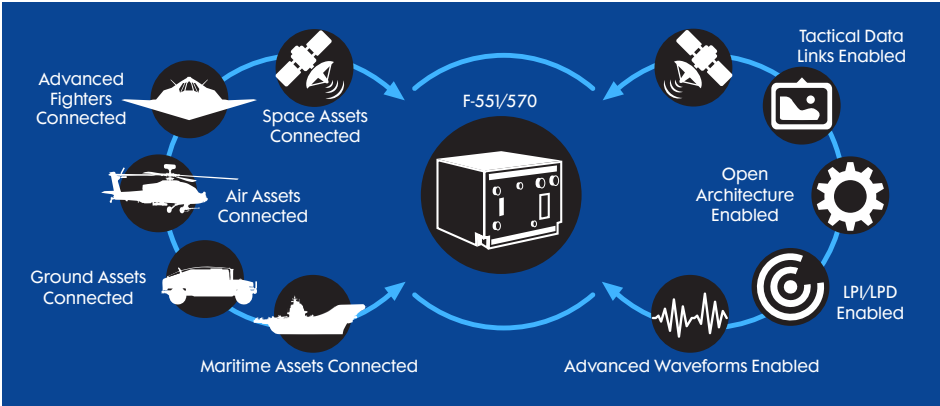 Advanced
Fighters
Connected
Space Assets
Connected
Air Assets
Connected
Ground Assets
Connected
Maritime Assets Connected
F-551/570
Tactical Data
Links Enabled
Open
Architecture
Enabled
LPI/LPD
Enabled
Advanced Waveforms Enabled